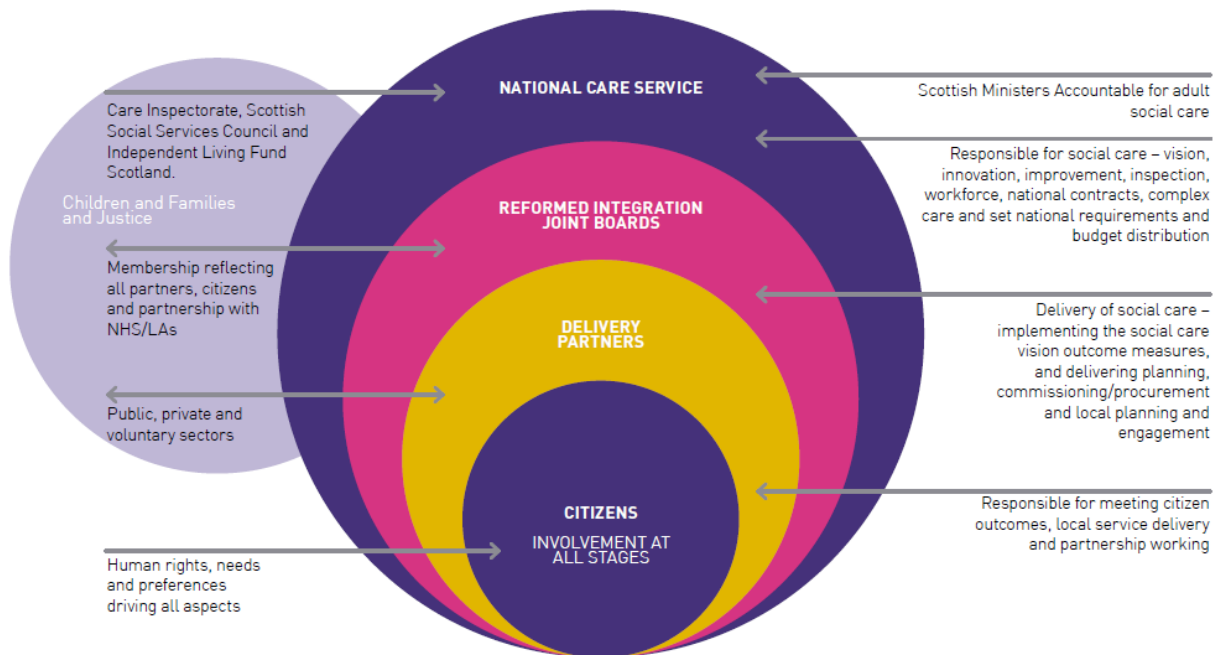 NATIONAL CARE SERVICE
Care Inspectorate, Scottish
Social Services Council and
Independent Living Fund
Scotland.
Children and Families
and Justice
Membership reflecting
all partners, citizens
and partnership with
NHS/LAs
Public, private and
voluntary sectors
Human rights, needs
and preferences
driving all aspects
REFORMED INTEGRATION
JOINT BOARDS
DELIVERY
PARTNERS
CITIZENS
INVOLVEMENT AT
ALL STAGES
Scottish Ministers Accountable for adult
social care
Responsible for social care – vision,
innovation, improvement, inspection,
workforce, national contracts, complex
care and set national requirements and
budget distribution
Delivery of social care –
implementing the social care
vision outcome measures,
and delivering planning,
commissioning/procurement
and local planning and
engagement
Responsible for meeting citizen
outcomes, local service delivery
and partnership working